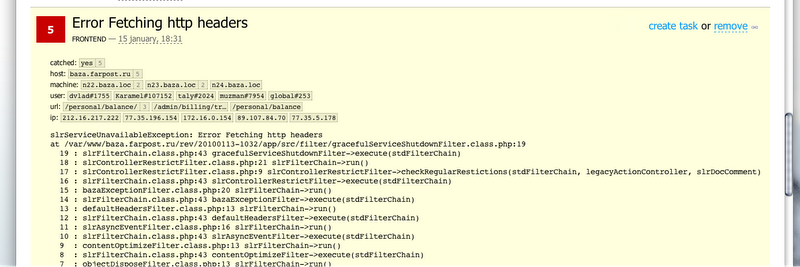 5
Error Fetching http headers
create task or remove
FRONTEND — 15 january, 18:31
catched: yes 5
host: baza.farpost.ru 5
machine: n22.baza.loc 2 n23.baza.loc 2 n24.baza.loc
user: dvlad#1755 Karamel#107152 taly#2024 muzman#7954 global#253
url: /personal/balance/ 3 /admin/billing/tr… /personal/balance
ip: 212.16.217.222 77.35.196.154 172.16.0.154 89.107.84.70 77.35.5.178
slrServiceUnavailableException: Error Fetching http headers
at /var/www/baza.farpost.ru/rev/20100113-1032/app/src/filter/gracefulServiceShutdownFilter.class.php:19
19 : slrFilterChain.class.php:43 gracefulServiceShutdownFilter->execute(stdFilterChain)
18 : slrControllerRestrictFilter.class.php:21 slrFilterChain->run()
17 : slrControllerRestrictFilter.class.php:9 slrControllerRestrictFilter->checkRegularRestictions(stdFilterChain, legacyActionController, slrDocComment)
16 : slrFilterChain.class.php:43 slrControllerRestrictFilter->execute(stdFilterChain)
15 : bazaExceptionFilter.class.php:20 slrFilterChain->run()
14 : slrFilterChain.class.php:43 bazaExceptionFilter->execute(stdFilterChain)
13 : defaultHeadersFilter.class.php:13 slrFilterChain->run()
12 : slrFilterChain.class.php:43 defaultHeadersFilter->execute(stdFilterChain)
11 : slrAsyncEventFilter.class.php:16 slrFilterChain->run()
10 : slrFilterChain.class.php:43 slrAsyncEventFilter->execute(stdFilterChain)
9 : contentOptimizeFilter.class.php:13 slrFilterChain->run()
8 : slrFilterChain.class.php:43 contentOptimizeFilter->execute(stdFilterChain)
7 : objectDisposeFilter.class.php:13 slrFilterChain->run()